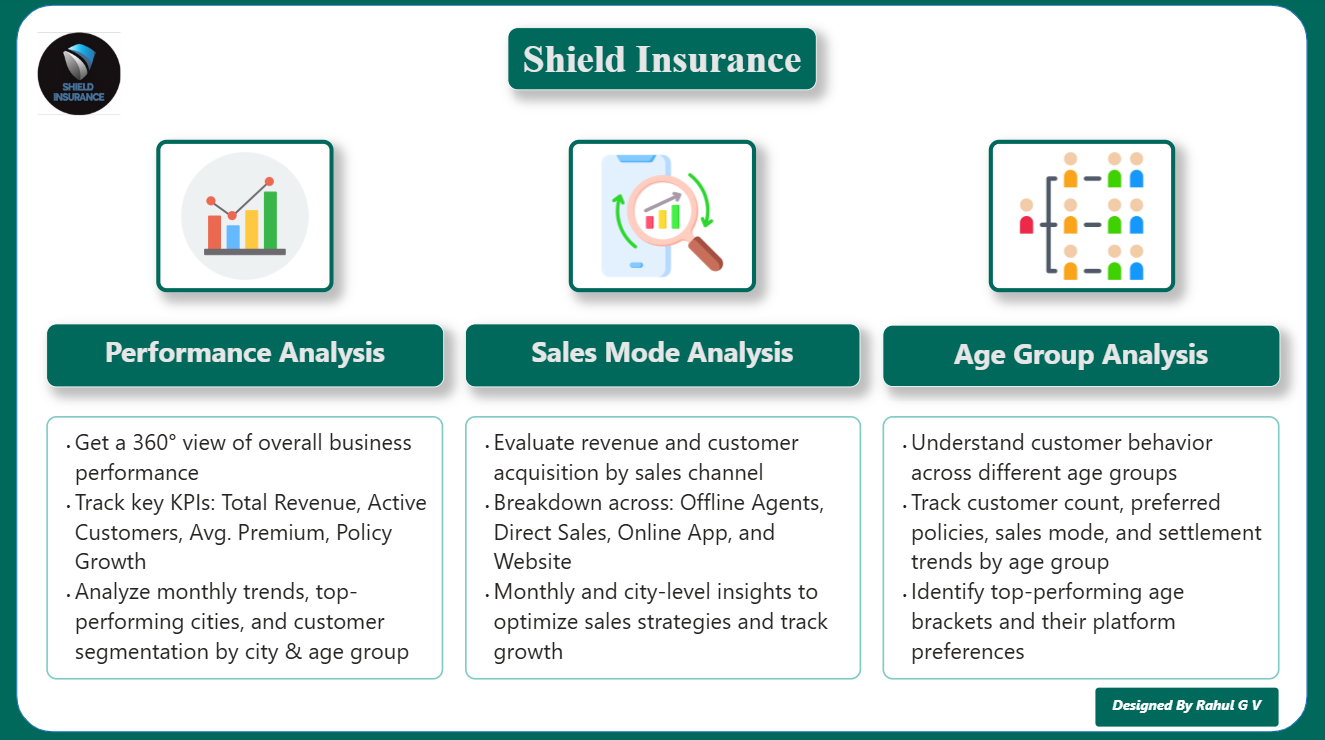 SHIELD
INSURANCE
Shield Insurance
Performance Analysis
· Get a 360° view of overall business
performance
· Track key KPIs: Total Revenue, Active
Customers, Avg. Premium, Policy
Growth
· Analyze monthly trends, top-
performing cities, and customer
segmentation by city & age group
Sales Mode Analysis
· Evaluate revenue and customer
acquisition by sales channel
· Breakdown across: Offline Agents,
Direct Sales, Online App, and
Website
· Monthly and city-level insights to
optimize sales strategies and track
growth
Age Group Analysis
· Understand customer behavior
across different age groups
· Track customer count, preferred
policies, sales mode, and settlement
trends by age group
· Identify top-performing age
brackets and their platform
preferences
Designed By Rahul G V